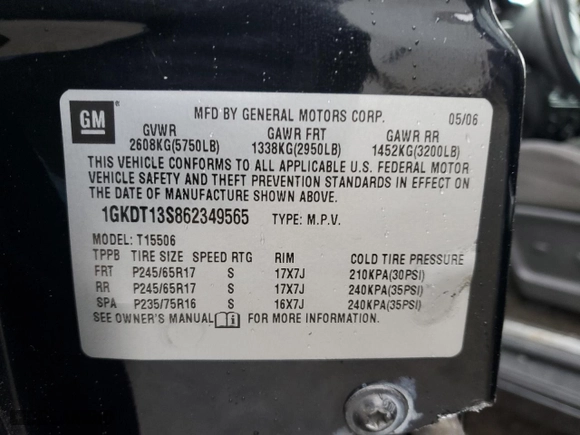 GM
MFD BY GENERAL MOTORS CORP. 05/06
GVWR GAWR FRT GAWR RR
2608KG(5750LB) 1338KG(2950LB) 1452KG(3200LB)
THIS VEHICLE CONFORMS TO ALL APPLICABLE U.S. FEDERAL MOTOR
VEHICLE SAFETY AND THEFT PREVENTION STANDARDS IN EFFECT ON
THE DATE OF MANUFACTURE SHOWN ABOVE.
1GKDT13S862349565 TYPE: M.P.V.
MODEL: T15506
TPPB TIRE SIZE SPEED RTG RIM COLD TIRE PRESSURE
FRT P245/65R17 S 17X7J 210KPA(30PSI)
RR P245/65R17 S 17X7J 240KPA(35PSI)
SPA P235/75R16 S 16X7J 240KPA(35PSI)
SEE OWNER'S MANUAL FOR MORE INFORMATION.